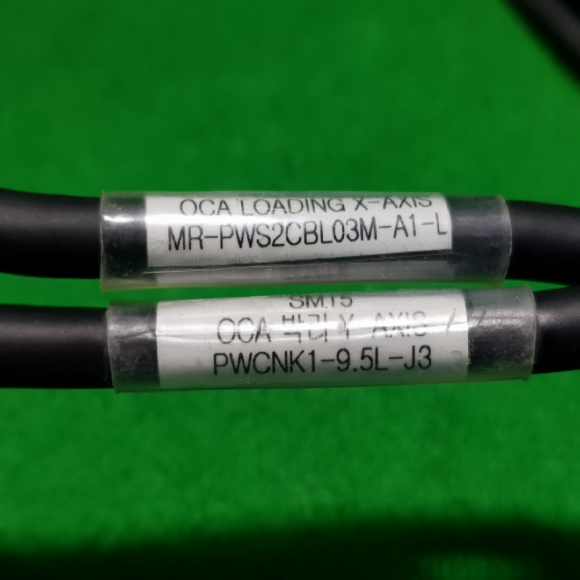 OCA LOADING X-AXIS
MR-PWS2CBL03M-A1-L
SM15
OCA 박리 Y AXIS
PWCNK1-9.5L-J3